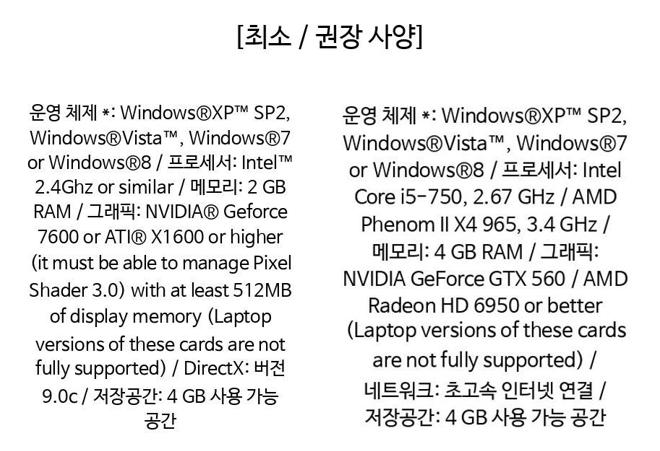 [최소 / 권장 사양]
운영 체제 *: Windows®XP™ SP2,
Windows®Vista™, Windows®7
or Windows®8 / 프로세서: Intel™
2.4Ghz or similar / 메모리: 2 GB
RAM / 그래픽: NVIDIA® Geforce
7600 or ATI® X1600 or higher
(it must be able to manage Pixel
Shader 3.0) with at least 512MB
of display memory (Laptop
versions of these cards are not
fully supported) / DirectX: 버전
9.0c / 저장공간: 4 GB 사용 가능
공간
운영 체제 *: Windows®XP™ SP2,
Windows®Vista™, Windows®7
or Windows®8 / 프로세서: Intel
Core i5-750, 2.67 GHz / AMD
Phenom II X4 965, 3.4 GHz /
메모리: 4 GB RAM / 그래픽:
NVIDIA GeForce GTX 560 / AMD
Radeon HD 6950 or better
(Laptop versions of these cards
are not fully supported) /
네트워크: 초고속 인터넷 연결 /
저장공간: 4 GB 사용 가능 공간